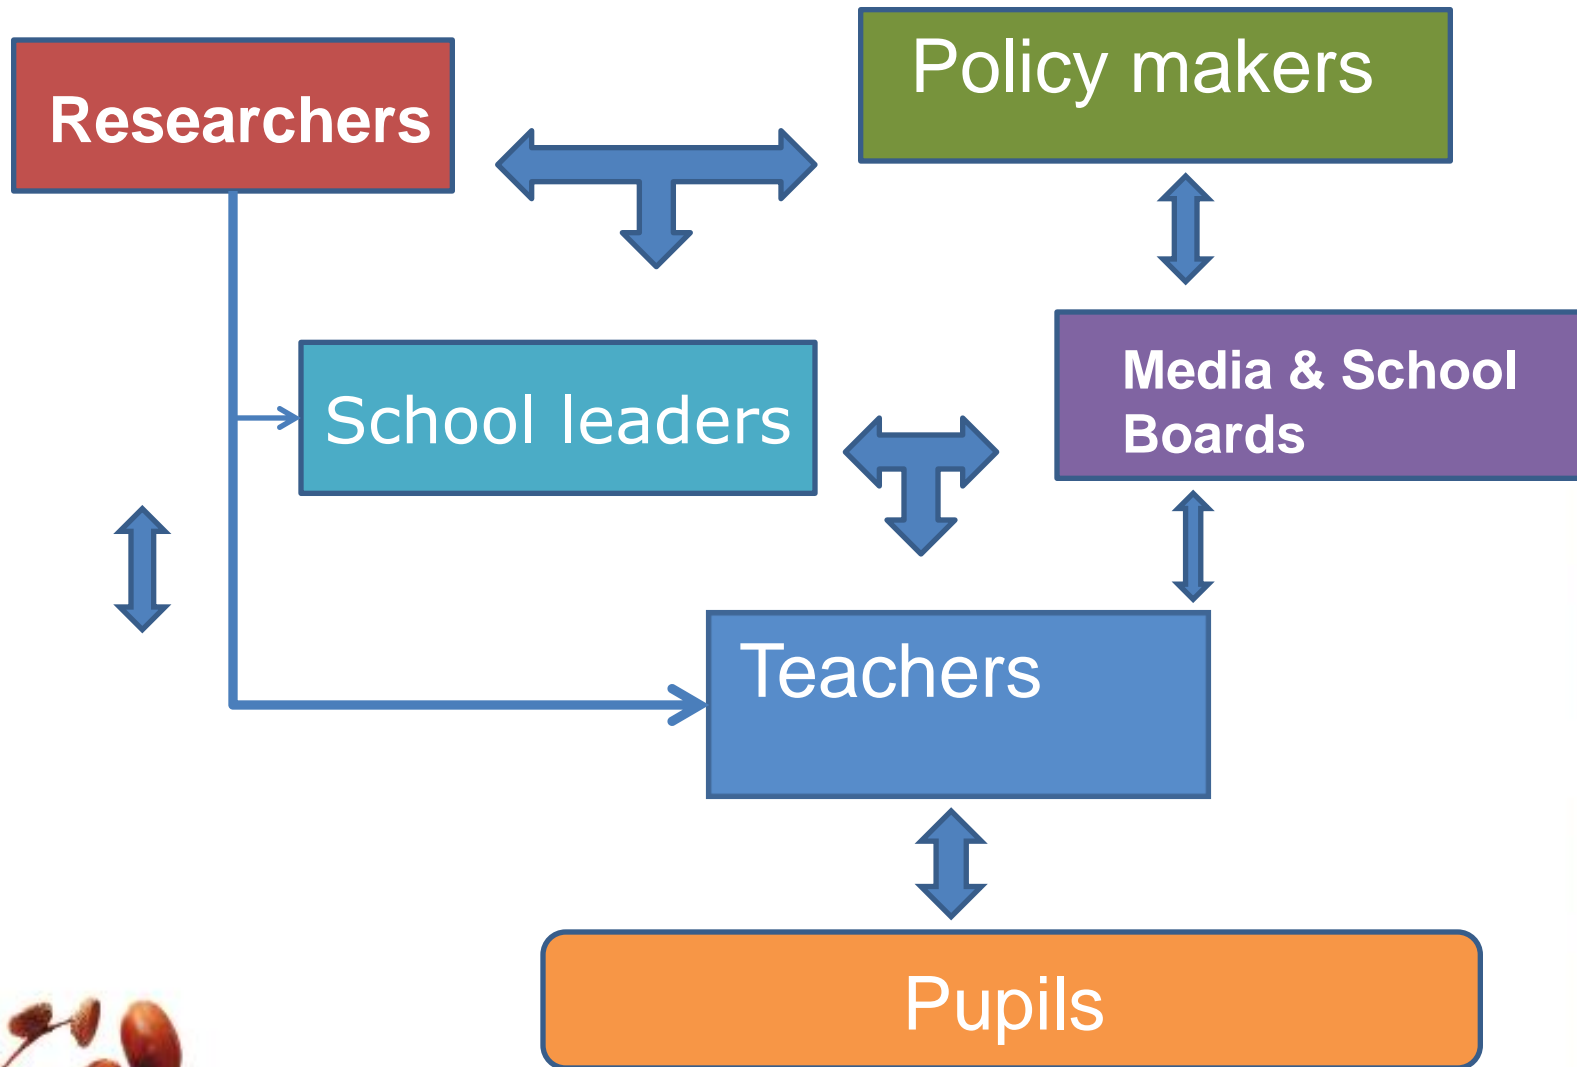 Researchers
Policy makers
School leaders
Media & School
Boards
Teachers
Pupils